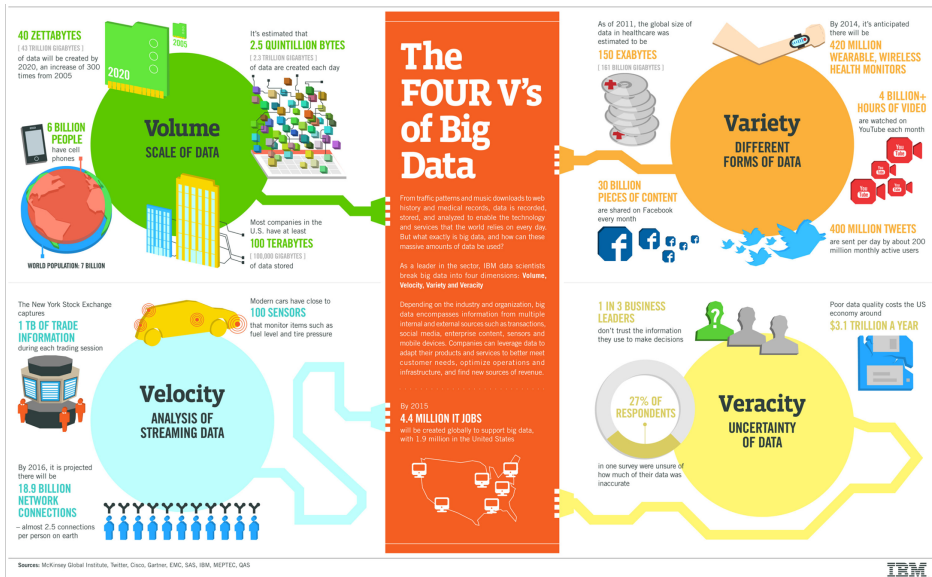 40 ZETTABYTES
[ 43 TRILLION GIGABYTES ]
of data will be created by
2020, an increase of 300
times from 2005
2005
2020
It's estimated that
2.5 QUINTILLION BYTES
[ 2.3 TRILLION GIGABYTES ]
of data are created each day
6 BILLION
PEOPLE
have cell
phones
WORLD POPULATION: 7 BILLION
Volume
SCALE OF DATA
Most companies in the
U.S. have at least
100 TERABYTES
[ 100,000 GIGABYTES ]
of data stored
The New York Stock Exchange
captures
1 TB OF TRADE
INFORMATION
during each trading session
Modern cars have close to
100 SENSORS
that monitor items such as
fuel level and tire pressure
Velocity
ANALYSIS OF
STREAMING DATA
By 2016, it is projected
there will be
18.9 BILLION
NETWORK
CONNECTIONS
– almost 2.5 connections
per person on earth
The
FOUR V's
of Big
Data
From traffic patterns and music downloads to web
history and medical records, data is recorded,
stored, and analyzed to enable the technology
and services that the world relies on every day.
But what exactly is big data, and how can these
massive amounts of data be used?
As a leader in the sector, IBM data scientists
break big data into four dimensions: Volume,
Velocity, Variety and Veracity
Depending on the industry and organization, big
data encompasses information from multiple
internal and external sources such as transactions,
social media, enterprise content, sensors and
mobile devices. Companies can leverage data to
adapt their products and services to better meet
customer needs, optimize operations and
infrastructure, and find new sources of revenue.
By 2015
4.4 MILLION IT JOBS
will be created globally to support big data,
with 1.9 million in the United States
As of 2011, the global size of
data in healthcare was
estimated to be
150 EXABYTES
[ 161 BILLION GIGABYTES ]
By 2014, it's anticipated
there will be
420 MILLION
WEARABLE, WIRELESS
HEALTH MONITORS
4 BILLION+
HOURS OF VIDEO
are watched on
YouTube each month
You
Tube
You
Tube
You
Tube
You
Tube
You
Tube
Variety
DIFFERENT
FORMS OF DATA
30 BILLION
PIECES OF CONTENT
are shared on Facebook
every month
f
f
f
f
f
f
400 MILLION TWEETS
are sent per day by about 200
million monthly active users
1 IN 3 BUSINESS
LEADERS
don't trust the information
they use to make decisions
?
Poor data quality costs the US
economy around
$3.1 TRILLION A YEAR
27% OF
RESPONDENTS
in one survey were unsure of
how much of their data was
inaccurate
Veracity
UNCERTAINTY
OF DATA
Sources: McKinsey Global Institute, Twitter, Cisco, Gartner, EMC, SAS, IBM, MEPTEC, QAS
IBM